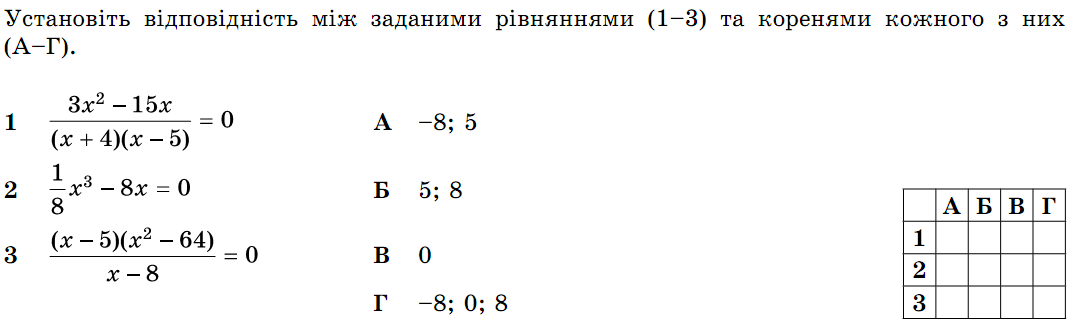 Установіть відповідність між заданими рівняннями (1–3) та коренями кожного з них
(А–Г).
1 (3x² – 15x)/((x + 4)(x – 5)) = 0 А –8; 5
2 1/8 x³ – 8x = 0 Б 5; 8
3 ((x – 5)(x² – 64))/(x – 8) = 0 В 0
Г –8; 0; 8
А Б В Г
1
2
3